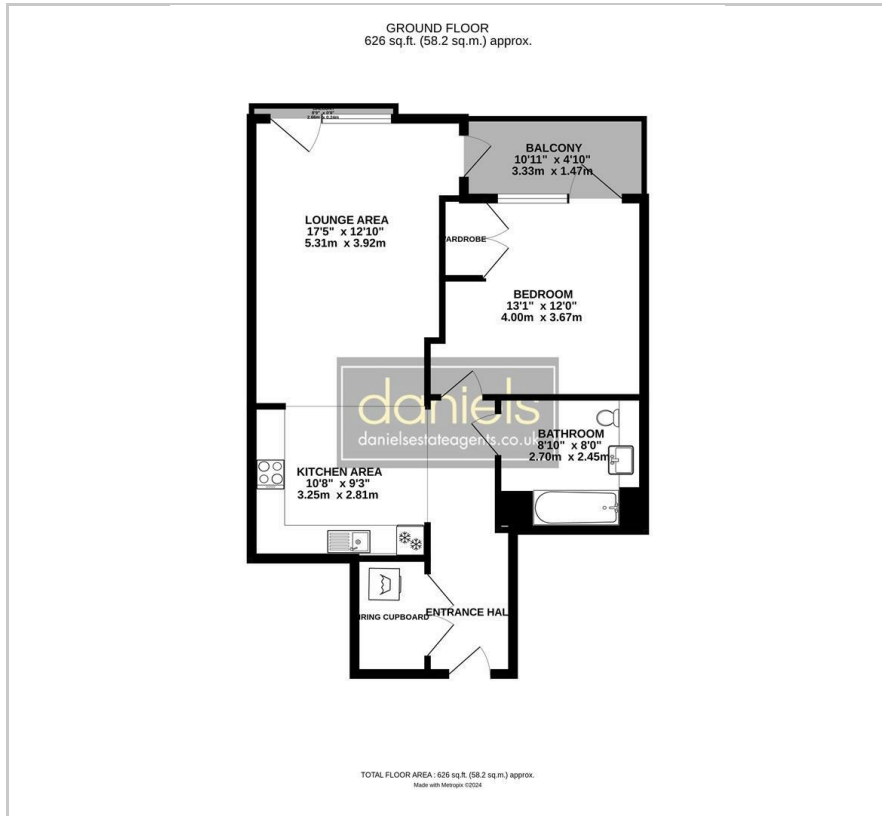 GROUND FLOOR
626 sq.ft. (58.2 sq.m.) approx.
BALCONY
10'11" x 4'10"
3.33m x 1.47m
LOUNGE AREA
17'5" x 12'10"
5.31m x 3.92m
ARDROBE
BEDROOM
13'1" x 12'0"
4.00m x 3.67m
daniels
danielsestateagents.co.uk
BATHROOM
8'10" x 8'0"
2.70m x 2.45m
KITCHEN AREA
10'8" x 9'3"
3.25m x 2.81m
ENTRANCE HAL
IRING CUPBOARD
TOTAL FLOOR AREA : 626 sq.ft. (58.2 sq.m.) approx.
Made with Metropix ©2024